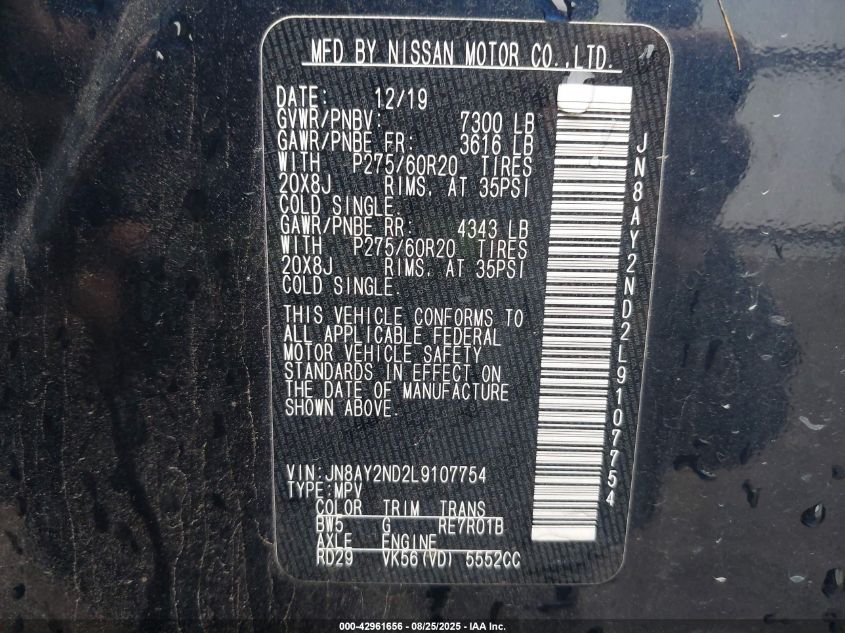 MFD BY NISSAN MOTOR CO.,LTD.
DATE: 12/19
GVWR/PNBV: 7300 LB
GAWR/PNBE FR: 3616 LB
WITH P275/60R20 TIRES
20X8J RIMS. AT 35PSI
COLD SINGLE.
GAWR/PNBE RR: 4343 LB
WITH P275/60R20 TIRES
20X8J RIMS. AT 35PSI
COLD SINGLE.
THIS VEHICLE CONFORMS TO
ALL APPLICABLE FEDERAL
MOTOR VEHICLE SAFETY
STANDARDS IN EFFECT ON
THE DATE OF MANUFACTURE
SHOWN ABOVE.
VIN:JN8AY2ND2L9107754
TYPE:MPV
COLOR TRIM TRANS
BW5 G RE7R01B
AXLE ENGINE
RD29 VK56(VD) 5552CC
JN8AY2ND2L9107754
000-42961656 - 08/25/2025 - IAA Inc.